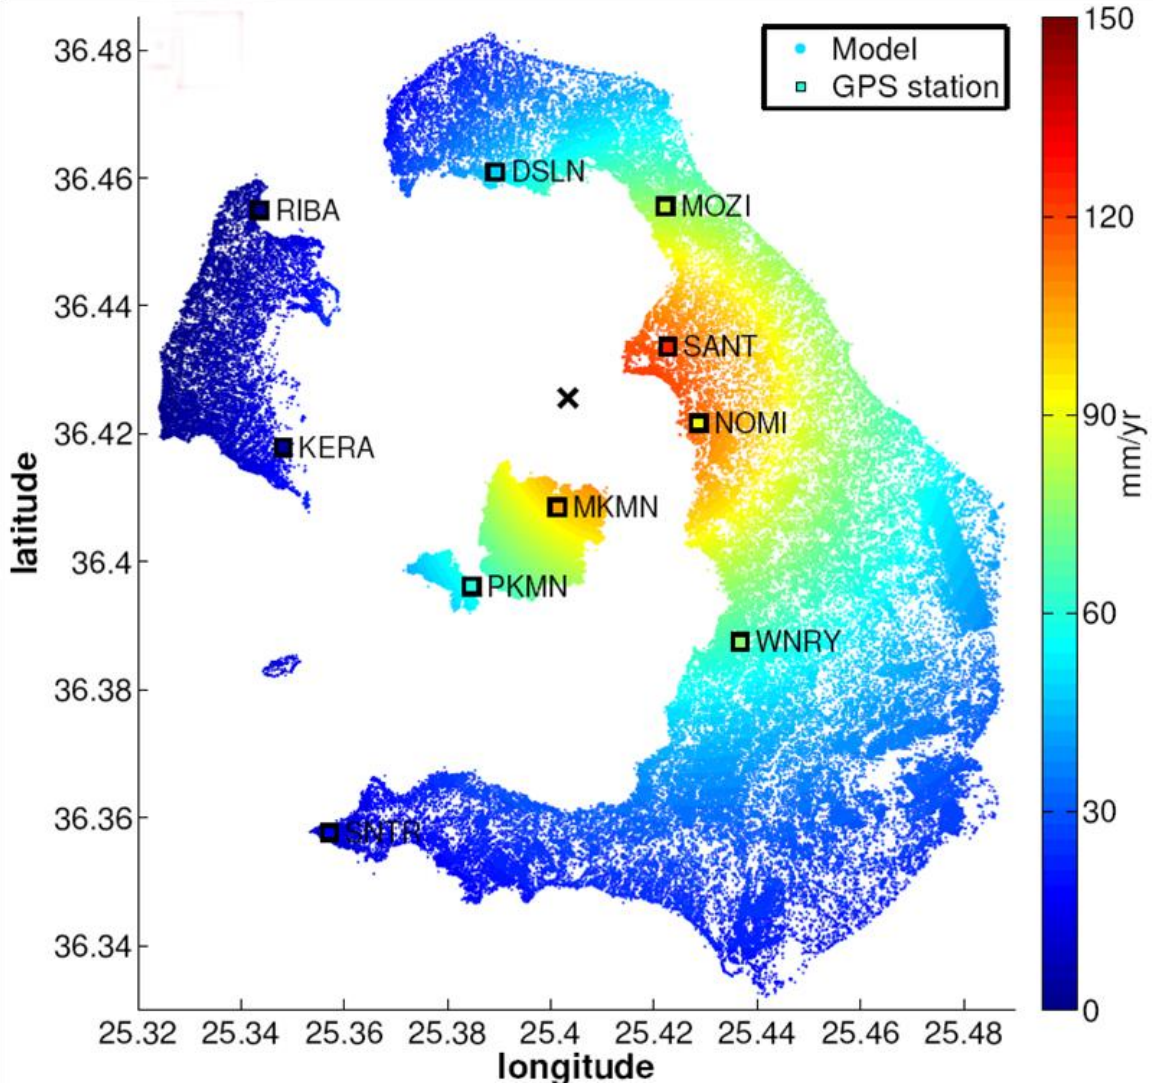 36.48
36.46
36.44
36.42
36.4
36.38
36.36
36.34
latitude
25.32
25.34
25.36
25.38
25.4
25.42
25.44
25.46
25.48
longitude
Model
GPS station
DSLN
RIBA
MOZI
SANT
NOMI
KERA
MKMN
PKMN
WNRY
SNTR
150
120
90
60
30
0
mm/yr